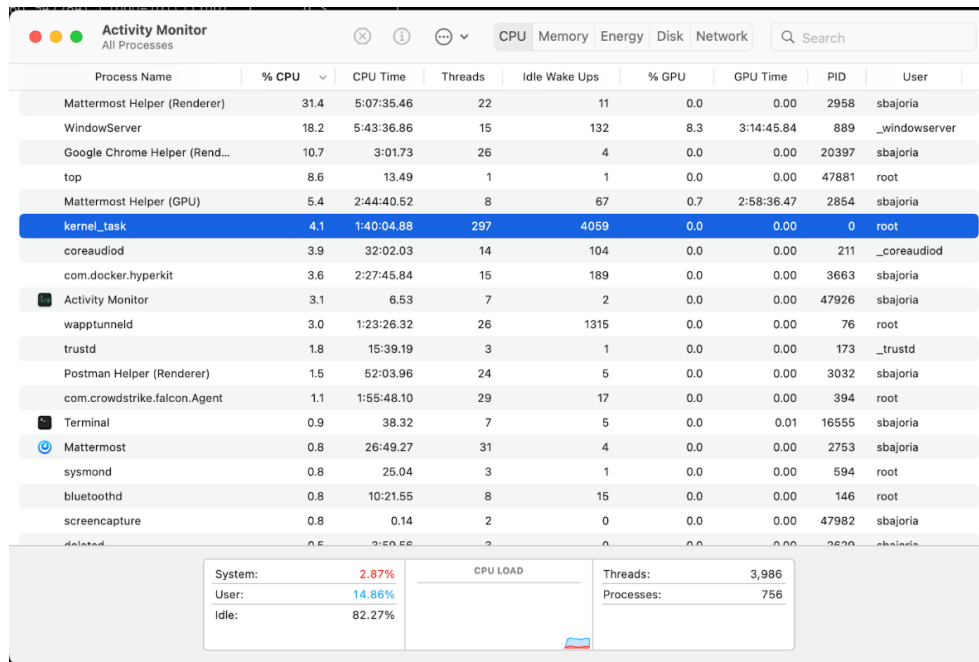 Activity Monitor
All Processes
CPU Memory Energy Disk Network Search
Process Name % CPU CPU Time Threads Idle Wake Ups % GPU GPU Time PID User
Mattermost Helper (Renderer) 31.4 5:07:35.46 22 11 0.0 0.00 2958 sbajoria
WindowServer 18.2 5:43:36.86 15 132 8.3 3:14:45.84 889 _windowserver
Google Chrome Helper (Rend... 10.7 3:01.73 26 4 0.0 0.00 20397 sbajoria
top 8.6 13.49 1 1 0.0 0.00 47881 root
Mattermost Helper (GPU) 5.4 2:44:40.52 8 67 0.7 2:58:36.47 2854 sbajoria
kernel_task 4.1 1:40:04.88 297 4059 0.0 0.00 0 root
coreaudiod 3.9 32:02.03 14 104 0.0 0.00 211 _coreaudiod
com.docker.hyperkit 3.6 2:27:45.84 15 189 0.0 0.00 3663 sbajoria
Activity Monitor 3.1 6.53 7 2 0.0 0.00 47926 sbajoria
wapptunneld 3.0 1:23:26.32 26 1315 0.0 0.00 76 root
trustd 1.8 15:39.19 3 1 0.0 0.00 173 _trustd
Postman Helper (Renderer) 1.5 52:03.96 24 5 0.0 0.00 3032 sbajoria
com.crowdstrike.falcon.Agent 1.1 1:55:48.10 29 17 0.0 0.00 394 root
Terminal 0.9 38.32 7 5 0.0 0.01 16555 sbajoria
Mattermost 0.8 26:49.27 31 4 0.0 0.00 2753 sbajoria
sysmond 0.8 25.04 3 1 0.0 0.00 594 root
bluetoothd 0.8 10:21.55 8 15 0.0 0.00 146 root
screencapture 0.8 0.14 2 0 0.0 0.00 47982 sbajoria
System: 2.87% CPU LOAD Threads: 3,986
User: 14.86% Processes: 756
Idle: 82.27%